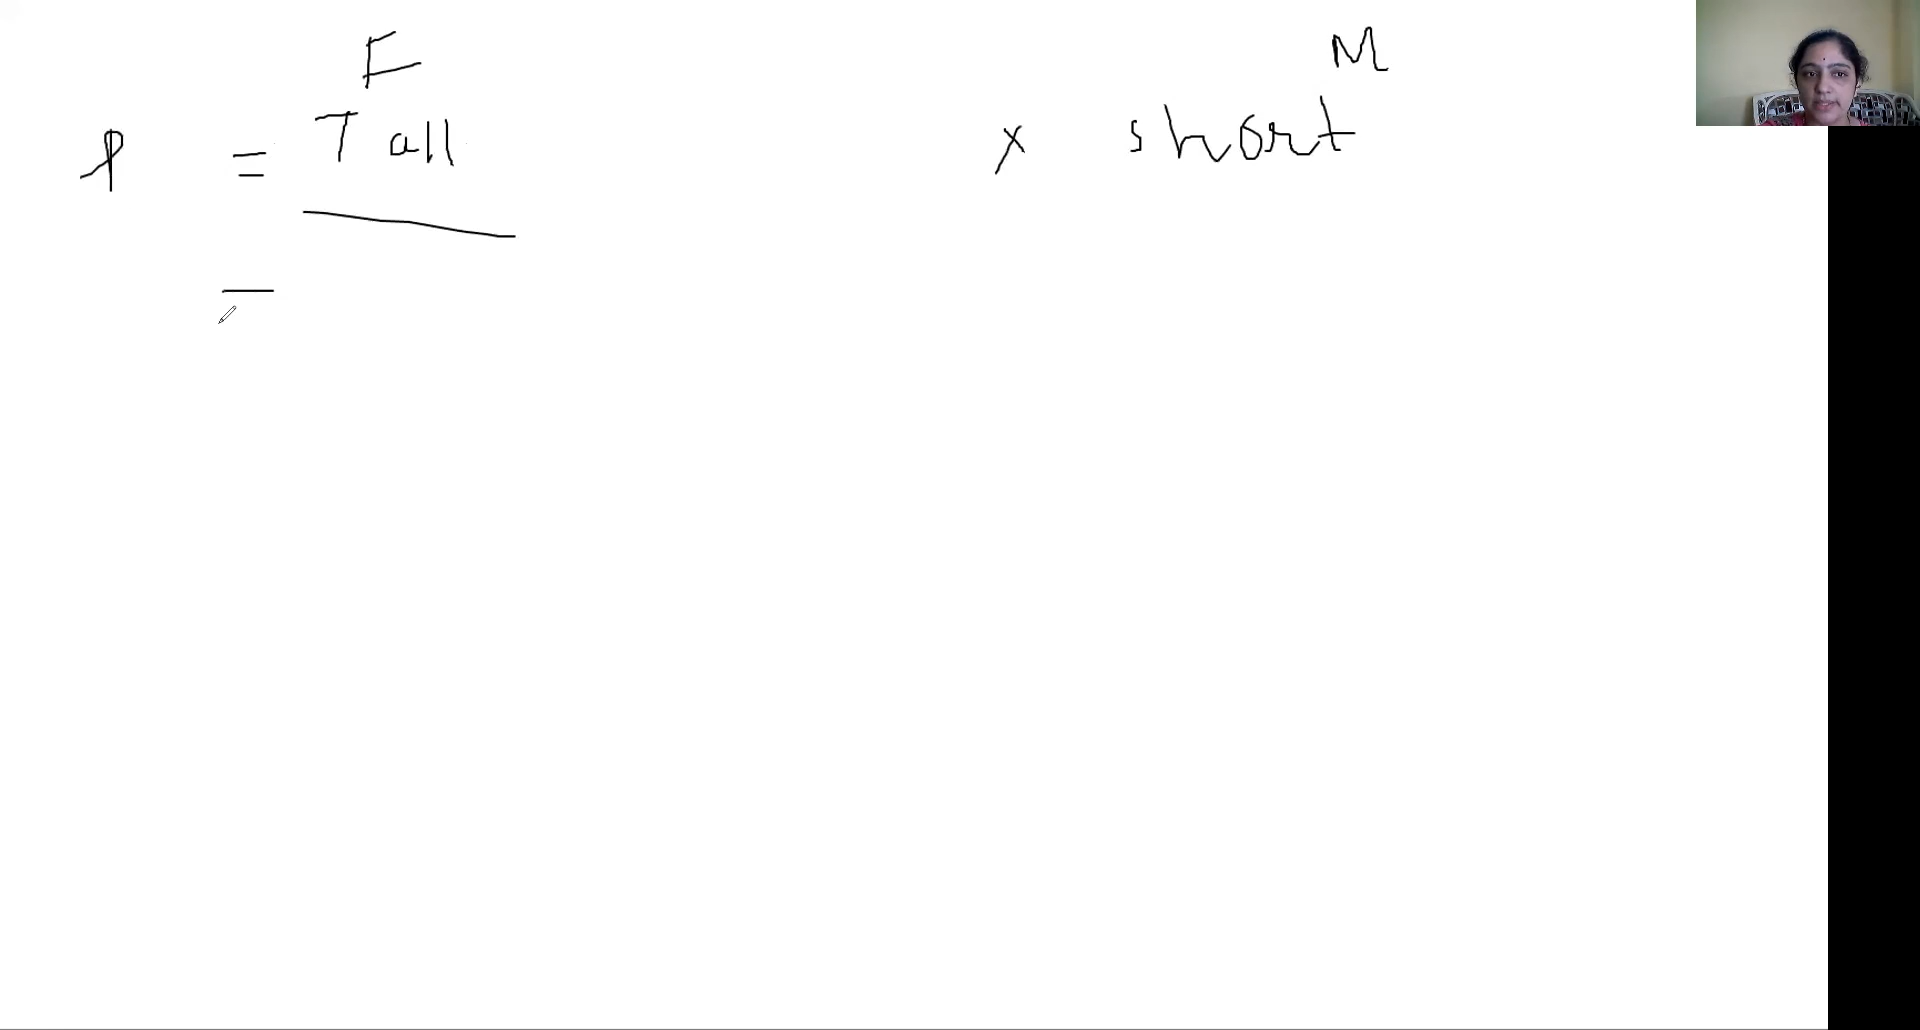 F M
P = Tall x short
=